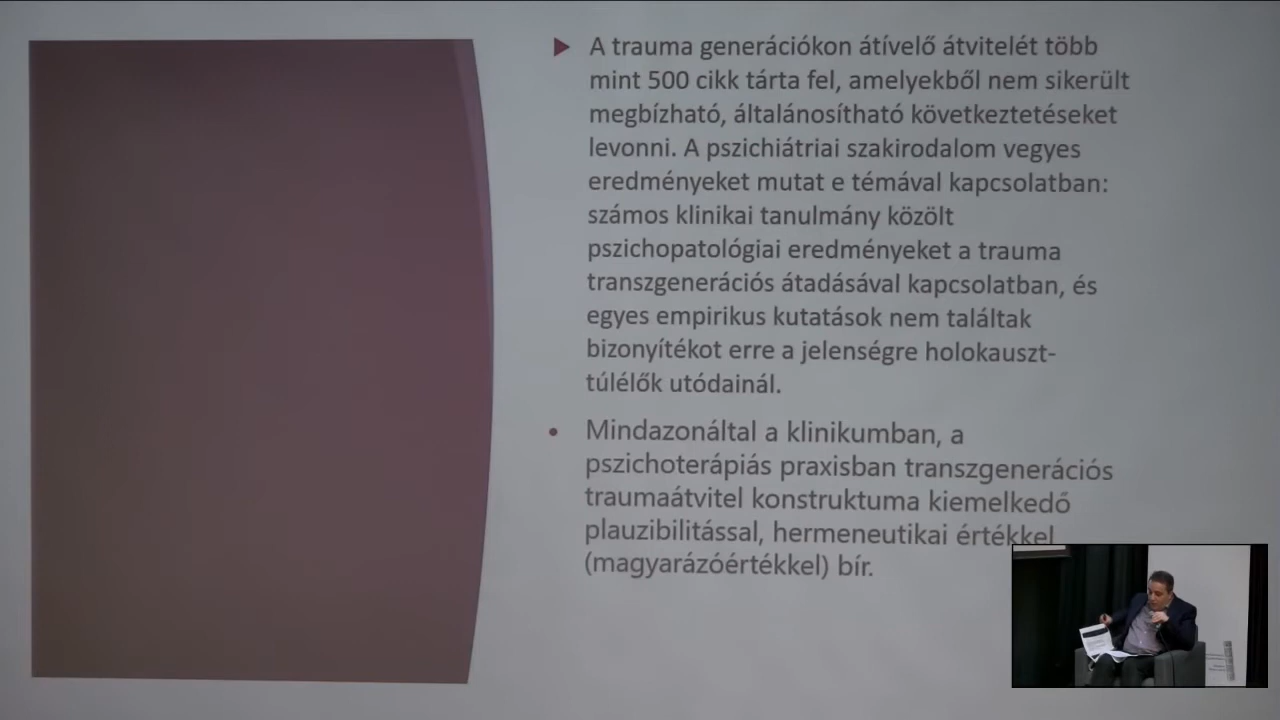 A trauma generációkon átívelő átvitelét több
mint 500 cikk tárta fel, amelyekből nem sikerült
megbízható, általánosítható következtetéseket
levonni. A pszichiátriai szakirodalom vegyes
eredményeket mutat e témával kapcsolatban:
számos klinikai tanulmány közölt
pszichopatológiai eredményeket a trauma
transzgenerációs átadásával kapcsolatban, és
egyes empirikus kutatások nem találtak
bizonyítékot erre a jelenségre holokauszt-
túlélők utódainál.
Mindazonáltal a klinikumban, a
pszichoterápiás praxisban transzgenerációs
traumaátvitel konstruktuma kiemelkedő
plauzibilitással, hermeneutikai értékkel
(magyarázóértékkel) bír.